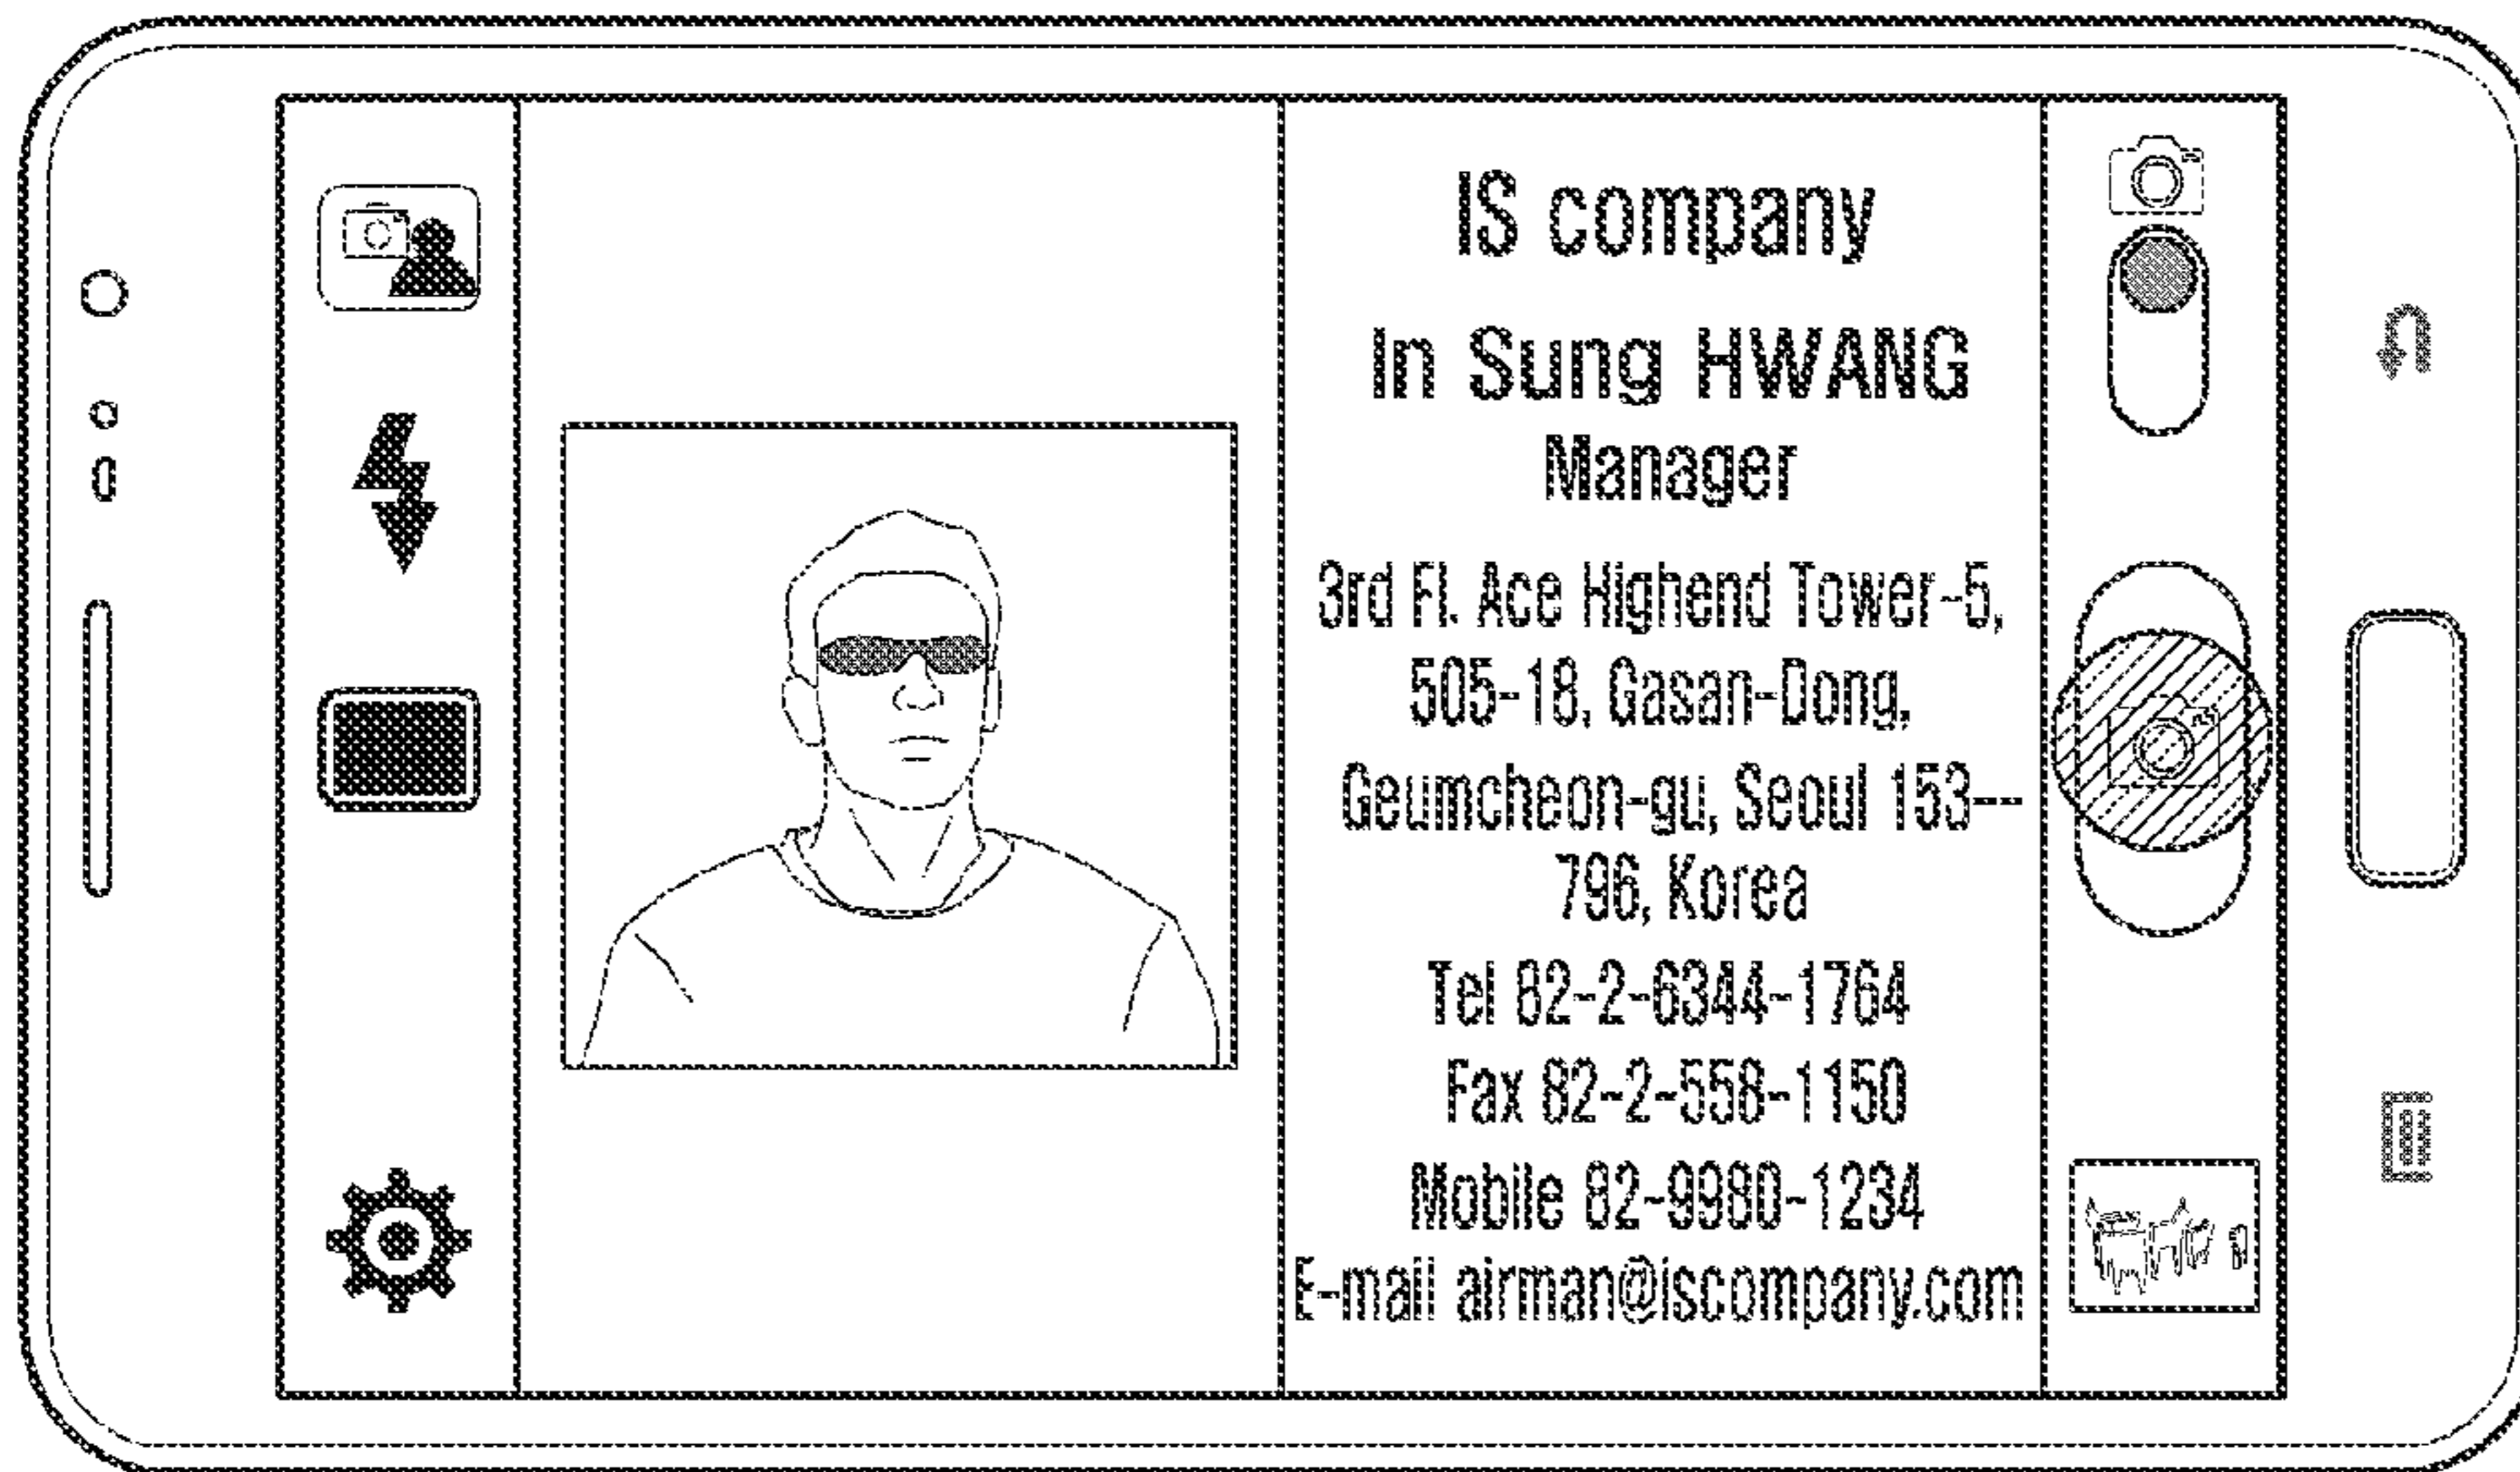 IS company
In Sung HWANG
Manager
3rd Fl. Ace Highend Tower-5,
505-18, Gasan-Dong,
Geumcheon-gu, Seoul 153--
796, Korea
Tel 82-2-6344-1764
Fax 82-2-558-1150
Mobile 82-9980-1234
E-mail airman@iscompany.com